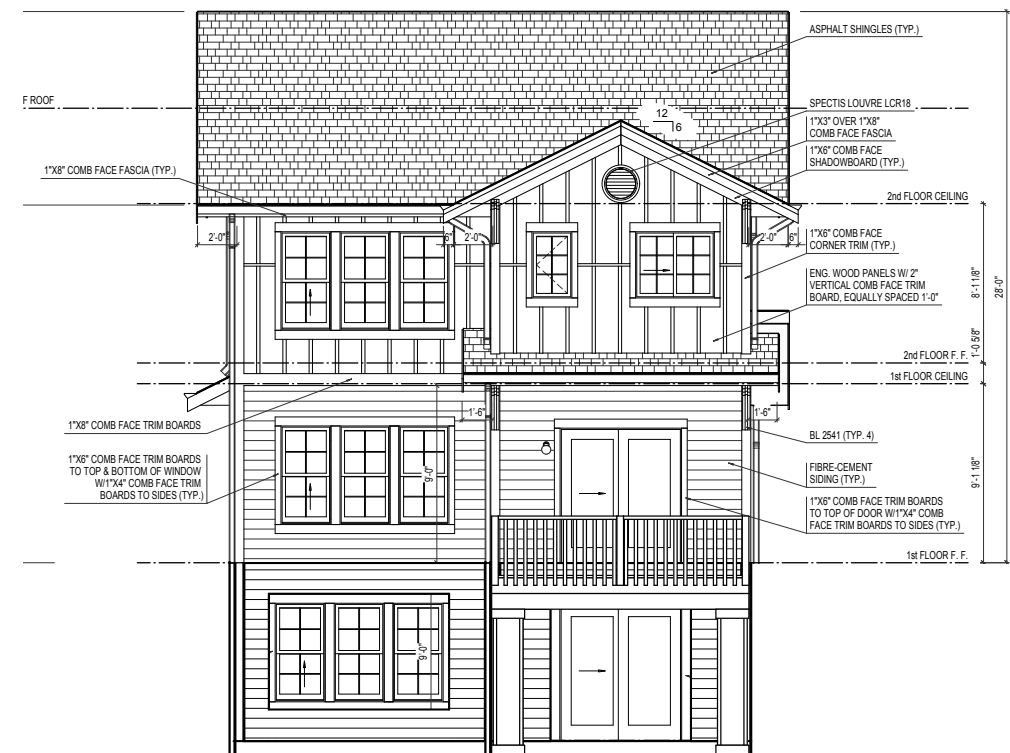 ASPHALT SHINGLES (TYP.)
F ROOF
SPECTIS LOUVRE LCR18
12
6
1"X3" OVER 1"X8"
COMB FACE FASCIA
1"X6" COMB FACE
SHADOWBOARD (TYP.)
1"X8" COMB FACE FASCIA (TYP.)
2nd FLOOR CEILING
2'-0"
6"
2'-0"
2'-0"
6"
1"X6" COMB FACE
CORNER TRIM (TYP.)
ENG. WOOD PANELS W/ 2"
VERTICAL COMB FACE TRIM
BOARD, EQUALLY SPACED 1'-0"
8'-1 1/8"
28'-0"
1'-0 5/8"
2nd FLOOR F. F.
1st FLOOR CEILING
1'-6"
1'-6"
1"X8" COMB FACE TRIM BOARDS
BL 2541 (TYP. 4)
1"X6" COMB FACE TRIM BOARDS
TO TOP & BOTTOM OF WINDOW
W/1"X4" COMB FACE TRIM
BOARDS TO SIDES (TYP.)
9'-0"
FIBRE-CEMENT
SIDING (TYP.)
9'-1 1/8"
1"X6" COMB FACE TRIM BOARDS
TO TOP OF DOOR W/1"X4" COMB
FACE TRIM BOARDS TO SIDES (TYP.)
1st FLOOR F. F.
9'-0"